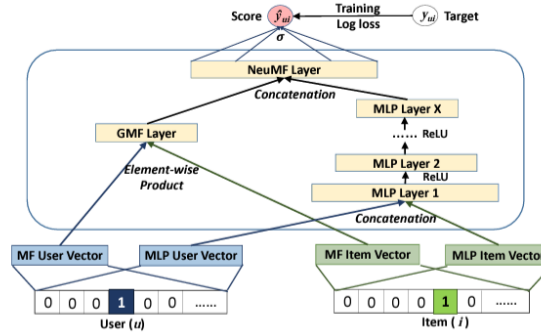 Score ŷui Training Log loss yui Target
σ
NeuMF Layer
Concatenation
MLP Layer X
...... ReLU
GMF Layer
MLP Layer 2
Element-wise
Product
ReLU
MLP Layer 1
Concatenation
MF User Vector MLP User Vector MF Item Vector MLP Item Vector
0 0 0 1 0 0 ...... 0 0 0 0 1 0 ......
User (u) Item ( i )